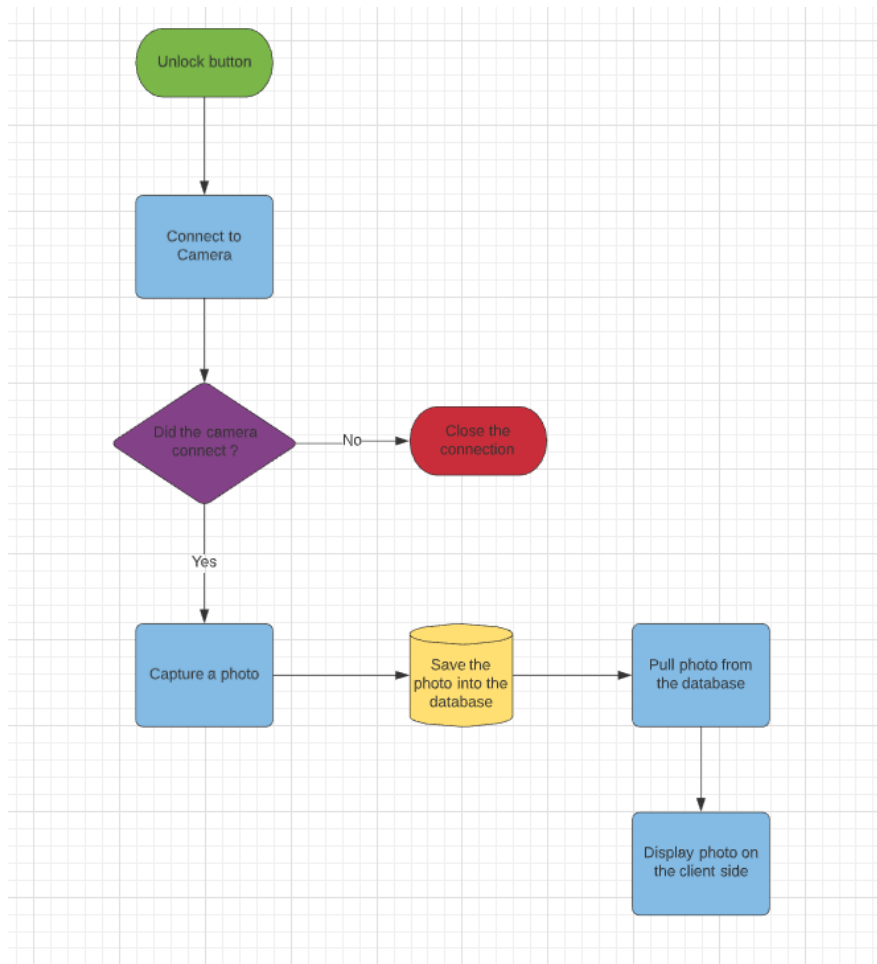 Unlock button
Connect to
Camera
Did the camera
connect ?
No
Close the
connection
Yes
Capture a photo
Save the
photo into the
database
Pull photo from
the database
Display photo on
the client side